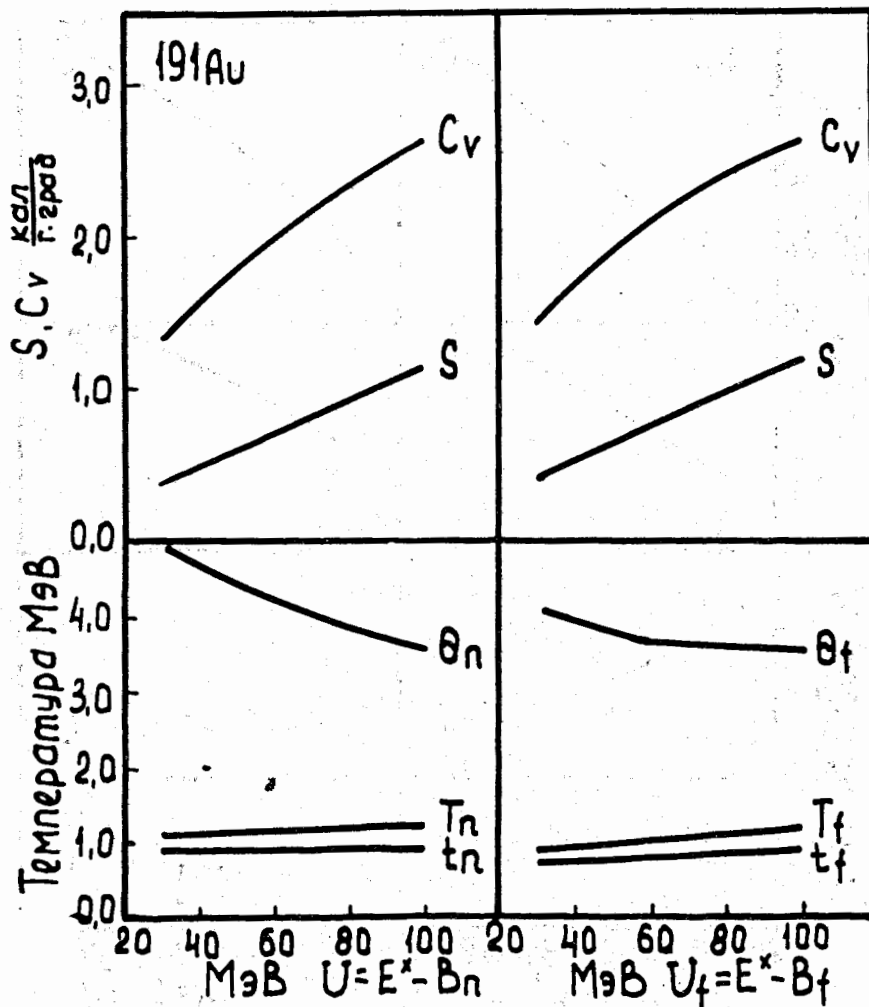 191Au
3,0
2,0
1,0
0,0
S, Cv кал
г.град
Cv
S
Cv
S
Температура МэВ
4,0
3,0
2,0
1,0
0,0
θn
Tn
tn
θf
Tf
tf
20 40 60 80 100 20 40 60 80 100
МэВ U=Eˣ-Bn МэВ Uf=Eˣ-Bf